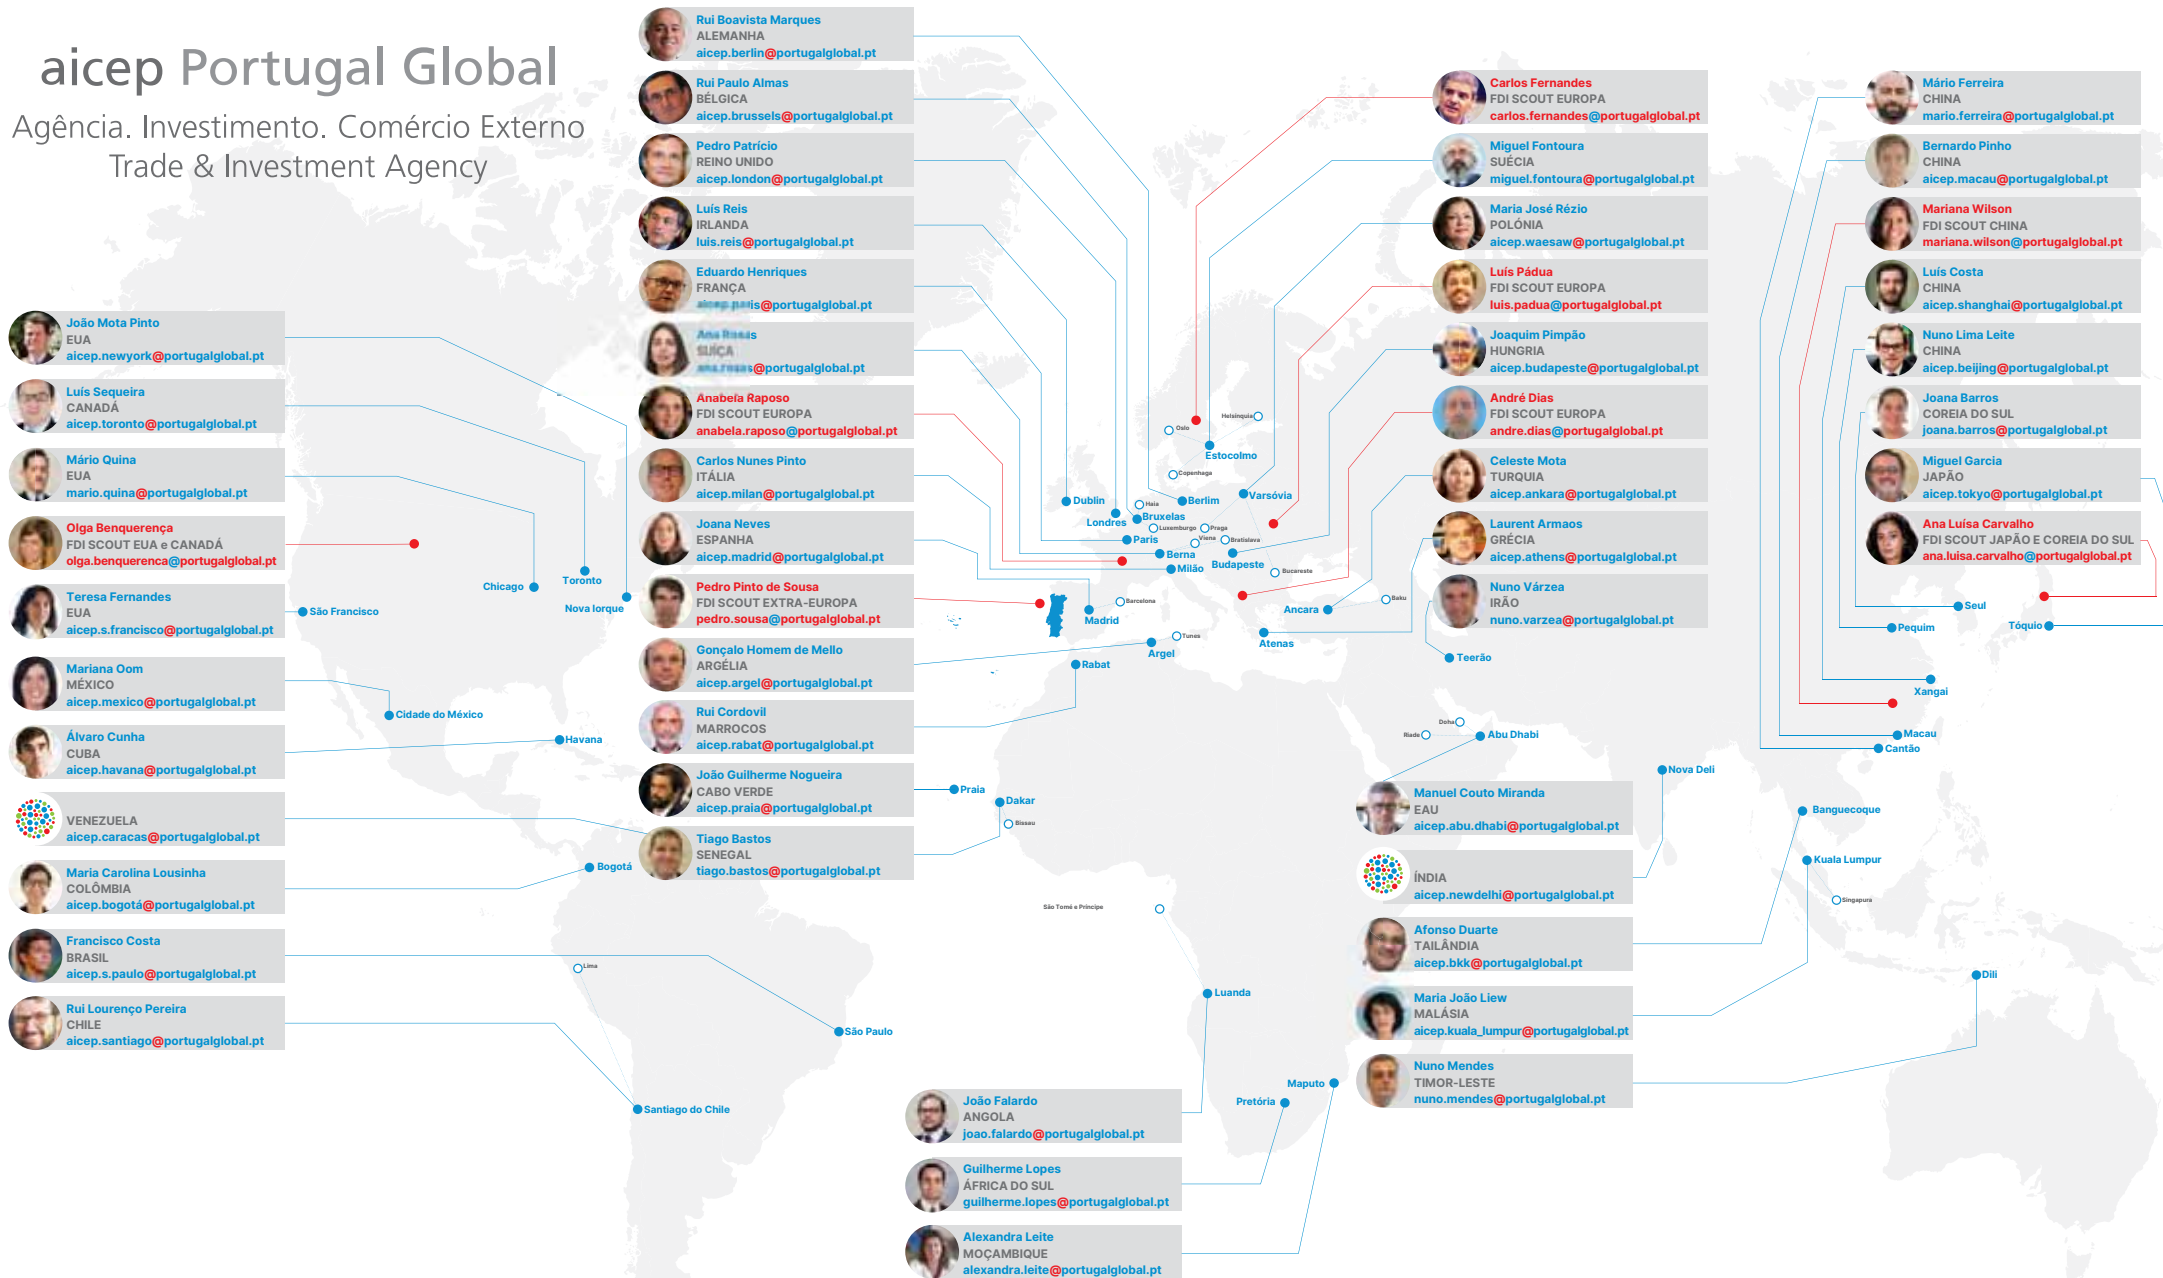 aicep Portugal Global
Agência. Investimento. Comércio Externo
Trade & Investment Agency
João Mota Pinto
EUA
aicep.newyork@portugalglobal.pt
Luís Sequeira
CANADÁ
aicep.toronto@portugalglobal.pt
Mário Quina
EUA
mario.quina@portugalglobal.pt
Olga Benquerença
FDI SCOUT EUA e CANADÁ
olga.benquerenca@portugalglobal.pt
Teresa Fernandes
EUA
aicep.s.francisco@portugalglobal.pt
Mariana Oom
MÉXICO
aicep.mexico@portugalglobal.pt
Álvaro Cunha
CUBA
aicep.havana@portugalglobal.pt
VENEZUELA
aicep.caracas@portugalglobal.pt
Maria Carolina Lousinha
COLÔMBIA
aicep.bogotá@portugalglobal.pt
Francisco Costa
BRASIL
aicep.s.paulo@portugalglobal.pt
Rui Lourenço Pereira
CHILE
aicep.santiago@portugalglobal.pt
Rui Boavista Marques
ALEMANHA
aicep.berlin@portugalglobal.pt
Rui Paulo Almas
BÉLGICA
aicep.brussels@portugalglobal.pt
Pedro Patrício
REINO UNIDO
aicep.london@portugalglobal.pt
Luís Reis
IRLANDA
luis.reis@portugalglobal.pt
Eduardo Henriques
FRANÇA
aicep.paris@portugalglobal.pt
Ana Rosas
SUÍÇA
ana.rosas@portugalglobal.pt
Anabela Raposo
FDI SCOUT EUROPA
anabela.raposo@portugalglobal.pt
Carlos Nunes Pinto
ITÁLIA
aicep.milan@portugalglobal.pt
Joana Neves
ESPANHA
aicep.madrid@portugalglobal.pt
Pedro Pinto de Sousa
FDI SCOUT EXTRA-EUROPA
pedro.sousa@portugalglobal.pt
Gonçalo Homem de Mello
ARGÉLIA
aicep.argel@portugalglobal.pt
Rui Cordovil
MARROCOS
aicep.rabat@portugalglobal.pt
João Guilherme Nogueira
CABO VERDE
aicep.praia@portugalglobal.pt
Tiago Bastos
SENEGAL
tiago.bastos@portugalglobal.pt
Carlos Fernandes
FDI SCOUT EUROPA
carlos.fernandes@portugalglobal.pt
Miguel Fontoura
SUÉCIA
miguel.fontoura@portugalglobal.pt
Maria José Rézio
POLÓNIA
aicep.waesaw@portugalglobal.pt
Luís Pádua
FDI SCOUT EUROPA
luis.padua@portugalglobal.pt
Joaquim Pimpão
HUNGRIA
aicep.budapeste@portugalglobal.pt
André Dias
FDI SCOUT EUROPA
andre.dias@portugalglobal.pt
Celeste Mota
TURQUIA
aicep.ankara@portugalglobal.pt
Laurent Armaos
GRÉCIA
aicep.athens@portugalglobal.pt
Nuno Várzea
IRÃO
nuno.varzea@portugalglobal.pt
Mário Ferreira
CHINA
mario.ferreira@portugalglobal.pt
Bernardo Pinho
CHINA
aicep.macau@portugalglobal.pt
Mariana Wilson
FDI SCOUT CHINA
mariana.wilson@portugalglobal.pt
Luís Costa
CHINA
aicep.shanghai@portugalglobal.pt
Nuno Lima Leite
CHINA
aicep.beijing@portugalglobal.pt
Joana Barros
COREIA DO SUL
joana.barros@portugalglobal.pt
Miguel Garcia
JAPÃO
aicep.tokyo@portugalglobal.pt
Ana Luísa Carvalho
FDI SCOUT JAPÃO E COREIA DO SUL
ana.luisa.carvalho@portugalglobal.pt
Manuel Couto Miranda
EAU
aicep.abu.dhabi@portugalglobal.pt
ÍNDIA
aicep.newdelhi@portugalglobal.pt
Afonso Duarte
TAILÂNDIA
aicep.bkk@portugalglobal.pt
Maria João Liew
MALÁSIA
aicep.kuala_lumpur@portugalglobal.pt
Nuno Mendes
TIMOR-LESTE
nuno.mendes@portugalglobal.pt
João Falardo
ANGOLA
joao.falardo@portugalglobal.pt
Guilherme Lopes
ÁFRICA DO SUL
guilherme.lopes@portugalglobal.pt
Alexandra Leite
MOÇAMBIQUE
alexandra.leite@portugalglobal.pt
São Francisco
Chicago
Toronto
Nova Iorque
Cidade do México
Havana
Bogotá
Lima
São Paulo
Santiago do Chile
Helsínquia
Oslo
Estocolmo
Copenhaga
Dublin
Londres
Haia
Bruxelas
Berlim
Varsóvia
Luxemburgo
Praga
Paris
Viena
Bratislava
Berna
Milão
Budapeste
Bucareste
Barcelona
Madrid
Ancara
Baku
Tunes
Argel
Atenas
Rabat
Teerão
Doha
Riade
Abu Dhabi
Praia
Dakar
Bissau
São Tomé e Príncipe
Luanda
Maputo
Pretória
Seul
Pequim
Tóquio
Xangai
Macau
Cantão
Nova Deli
Banguecoque
Kuala Lumpur
Singapura
Dili